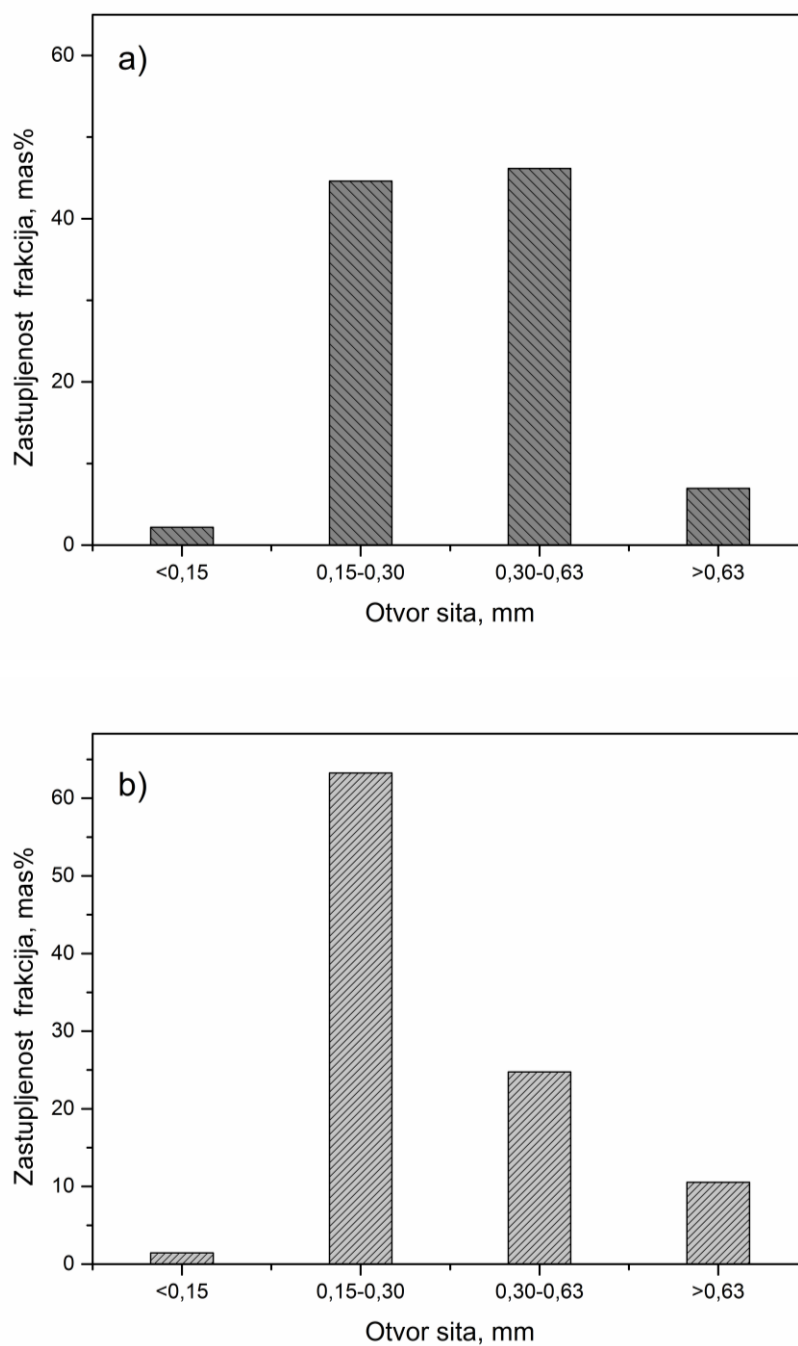 a)
Zastupljenost frakcija, mas%
60
40
20
0
<0,15 0,15-0,30 0,30-0,63 >0,63
Otvor sita, mm
b)
Zastupljenost frakcija, mas%
60
50
40
30
20
10
0
<0,15 0,15-0,30 0,30-0,63 >0,63
Otvor sita, mm